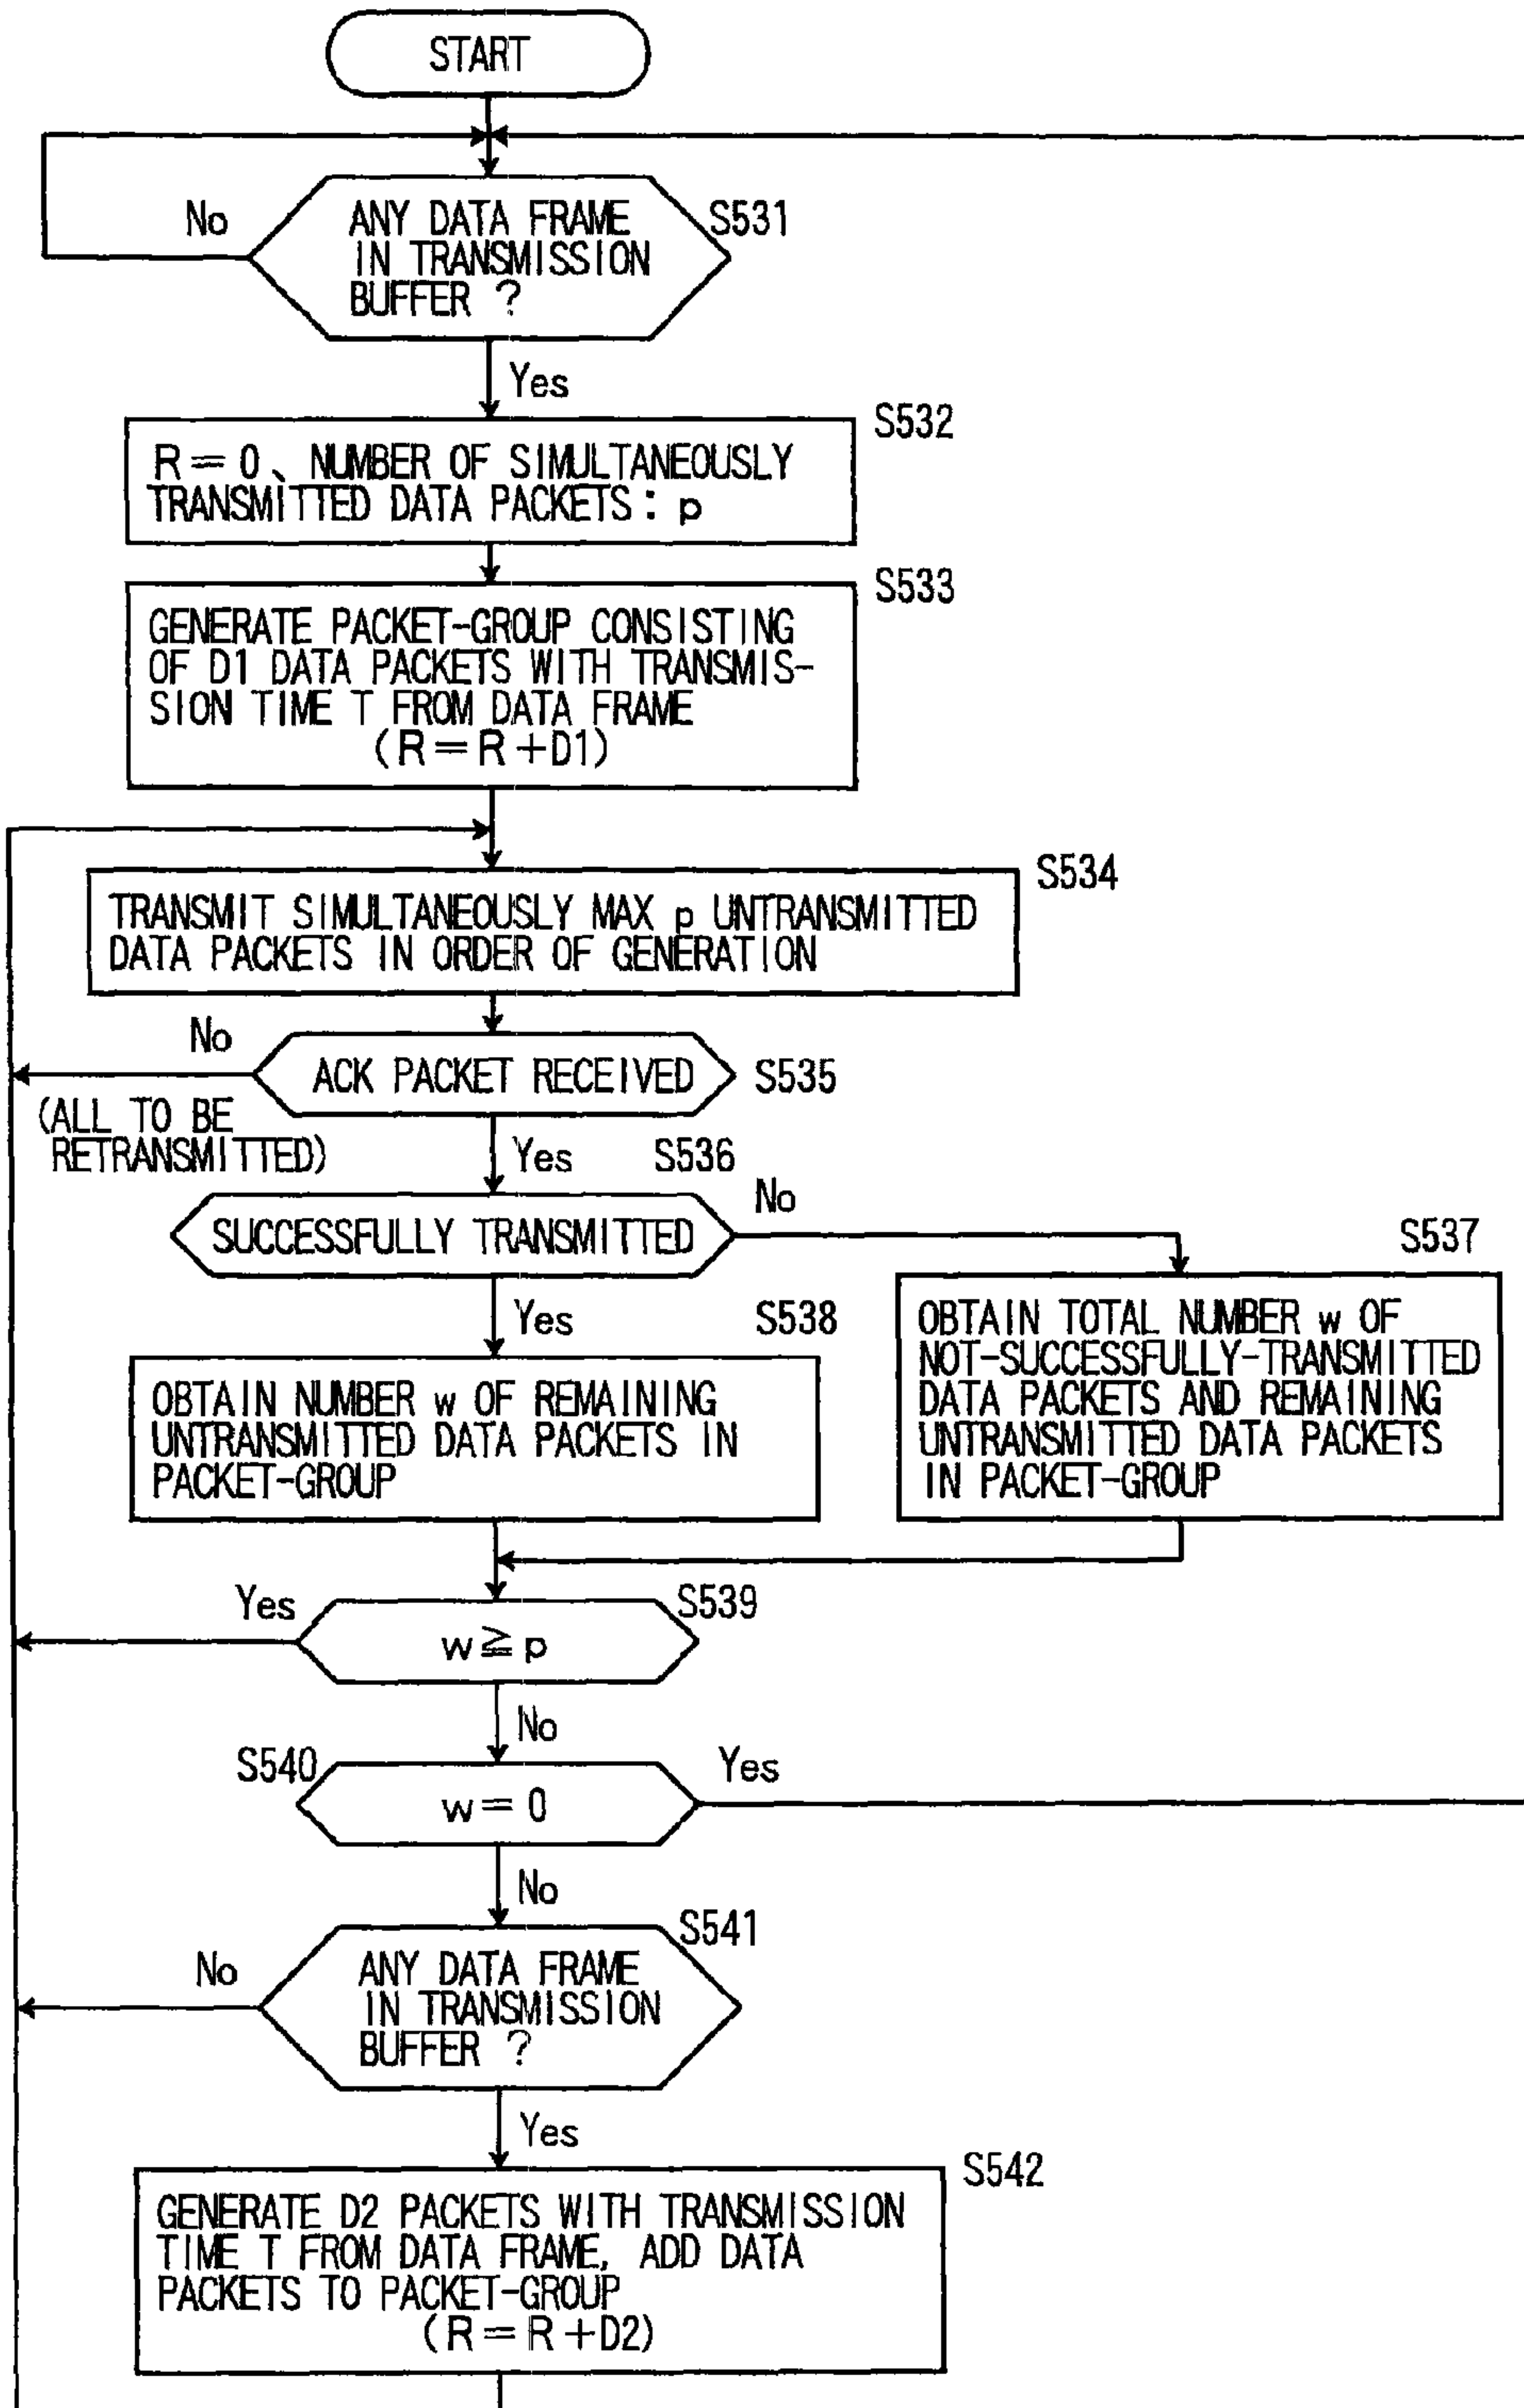 START
No
ANY DATA FRAME
IN TRANSMISSION
BUFFER ?
S531
Yes
S532
R=0、NUMBER OF SIMULTANEOUSLY
TRANSMITTED DATA PACKETS: p
S533
GENERATE PACKET-GROUP CONSISTING
OF D1 DATA PACKETS WITH TRANSMIS-
SION TIME T FROM DATA FRAME
(R=R+D1)
S534
TRANSMIT SIMULTANEOUSLY MAX p UNTRANSMITTED
DATA PACKETS IN ORDER OF GENERATION
No
ACK PACKET RECEIVED
S535
(ALL TO BE
RETRANSMITTED)
Yes
S536
SUCCESSFULLY TRANSMITTED
No
S537
Yes
S538
OBTAIN TOTAL NUMBER w OF
NOT-SUCCESSFULLY-TRANSMITTED
DATA PACKETS AND REMAINING
UNTRANSMITTED DATA PACKETS
IN PACKET-GROUP
OBTAIN NUMBER w OF REMAINING
UNTRANSMITTED DATA PACKETS IN
PACKET-GROUP
Yes
S539
w≧p
No
S540
w=0
Yes
No
S541
No
ANY DATA FRAME
IN TRANSMISSION
BUFFER ?
Yes
S542
GENERATE D2 PACKETS WITH TRANSMISSION
TIME T FROM DATA FRAME, ADD DATA
PACKETS TO PACKET-GROUP
(R=R+D2)